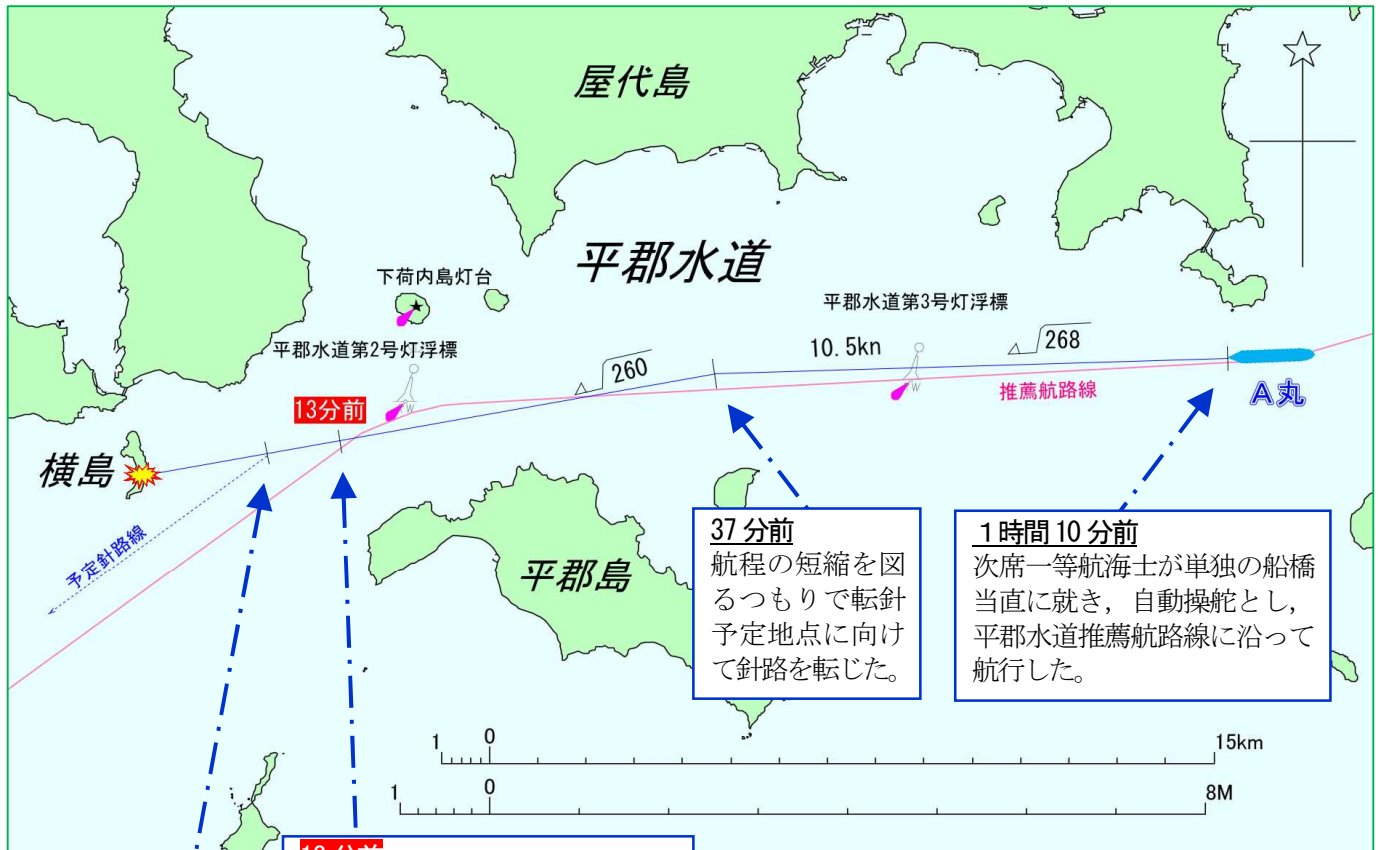 屋代島
平郡水道
下荷内島灯台
平郡水道第3号灯浮標
平郡水道第2号灯浮標
10.5kn
268
260
W
W
推薦航路線
A丸
13分前
横島
予定針路線
平郡島
37分前
航程の短縮を図
るつもりで転針
予定地点に向け
て針路を転じた。
1時間10分前
次席一等航海士が単独の船橋
当直に就き，自動操舵とし，
平郡水道推薦航路線に沿って
航行した。
1 0 15km
1 0 8M